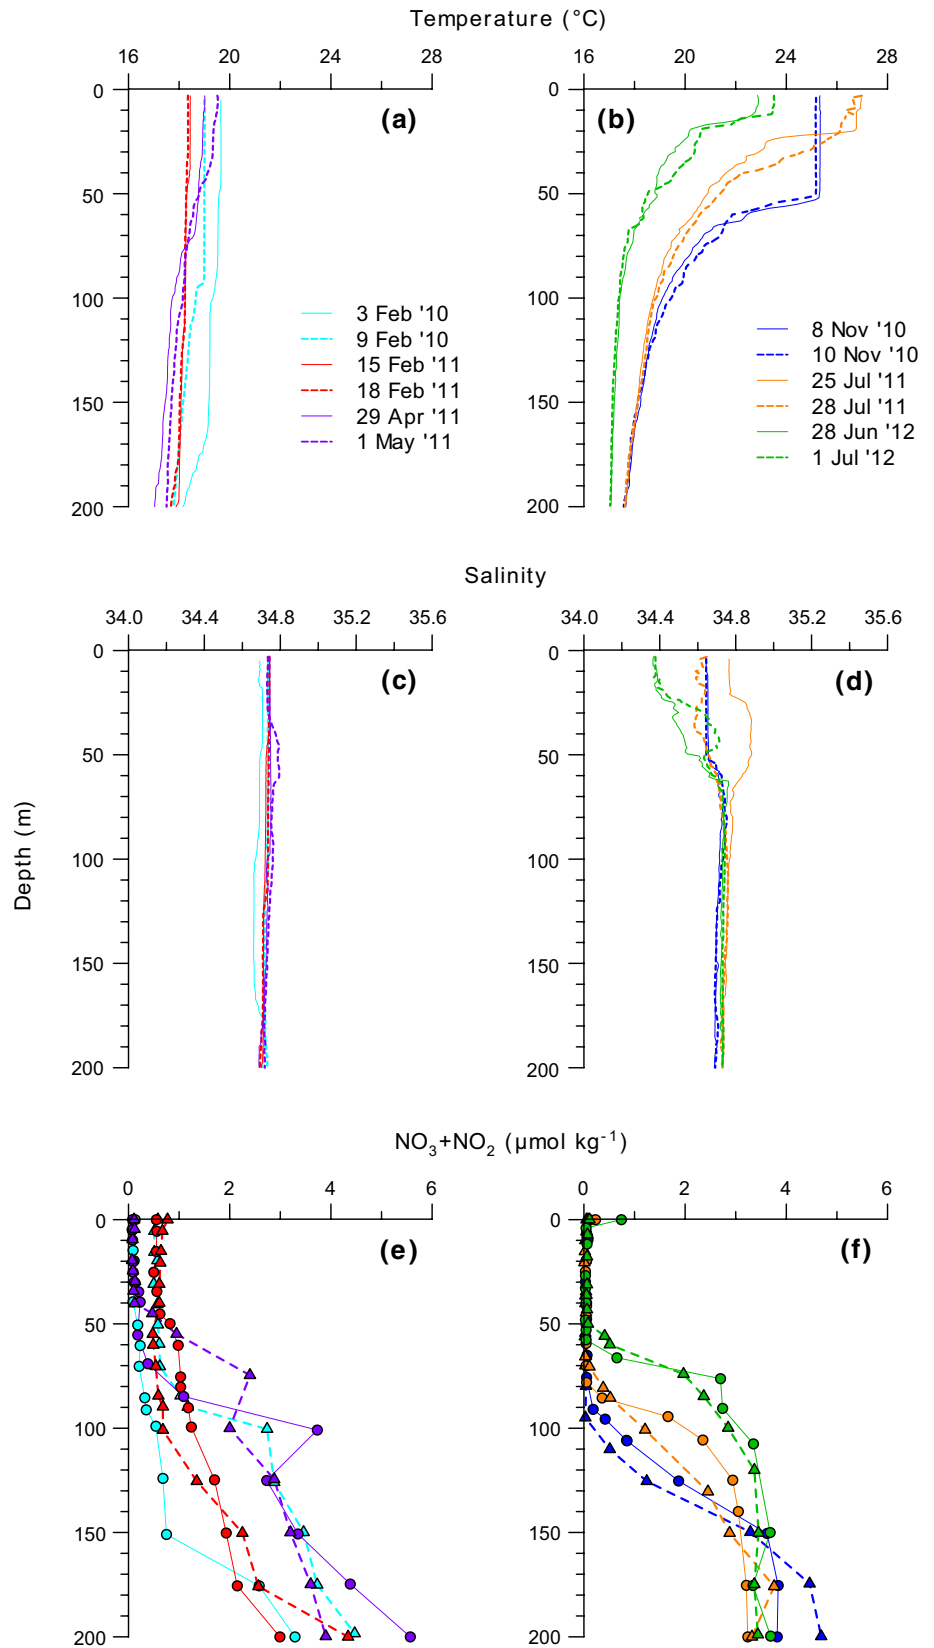 Temperature (°C)
16 20 24 28 16 20 24 28
0 50 100 150 200
(a)
3 Feb '10
9 Feb '10
15 Feb '11
18 Feb '11
29 Apr '11
1 May '11
0 50 100 150 200
(b)
8 Nov '10
10 Nov '10
25 Jul '11
28 Jul '11
28 Jun '12
1 Jul '12
Salinity
34.0 34.4 34.8 35.2 35.6 34.0 34.4 34.8 35.2 35.6
Depth (m)
0 50 100 150 200
(c)
0 50 100 150 200
(d)
NO3+NO2 (µmol kg-1)
0 2 4 6 0 2 4 6
0 50 100 150 200
(e)
0 50 100 150 200
(f)